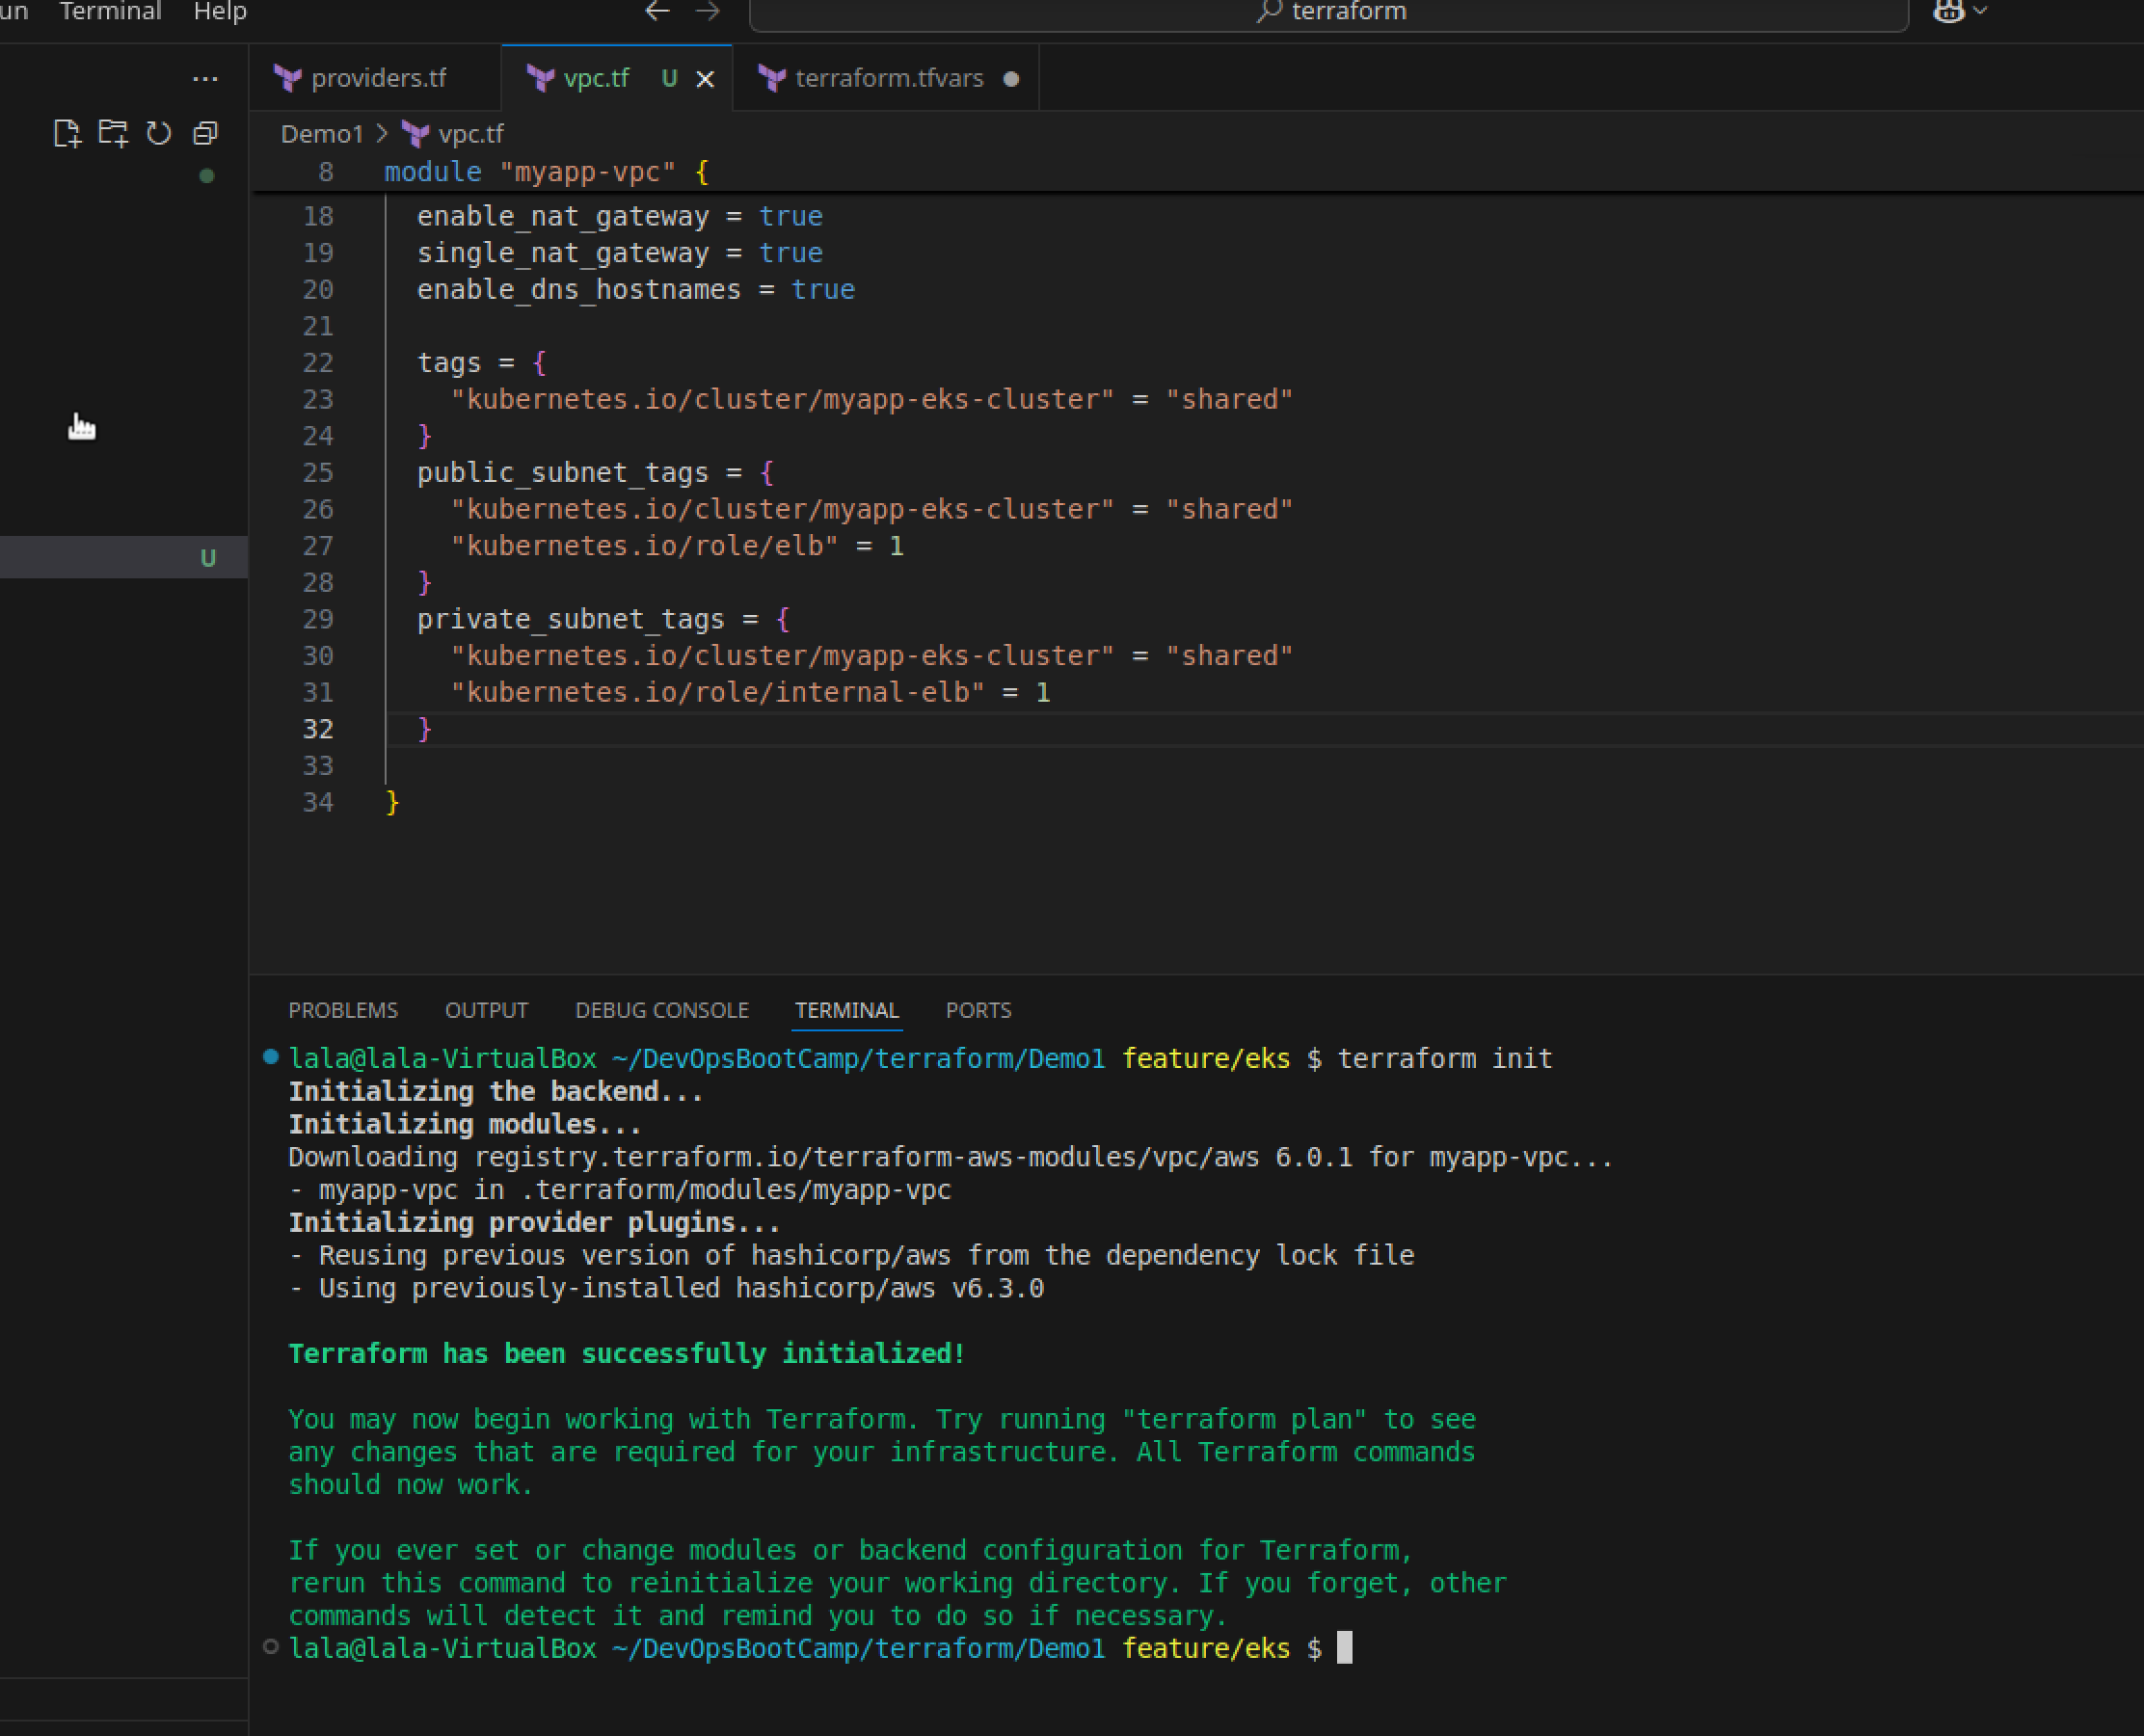 un Terminal Help
terraform
providers.tf
vpc.tf U
terraform.tfvars
Demo1 > vpc.tf
8 module "myapp-vpc" {
18 enable_nat_gateway = true
19 single_nat_gateway = true
20 enable_dns_hostnames = true
21
22 tags = {
23 "kubernetes.io/cluster/myapp-eks-cluster" = "shared"
24 }
25 public_subnet_tags = {
26 "kubernetes.io/cluster/myapp-eks-cluster" = "shared"
27 "kubernetes.io/role/elb" = 1
28 }
29 private_subnet_tags = {
30 "kubernetes.io/cluster/myapp-eks-cluster" = "shared"
31 "kubernetes.io/role/internal-elb" = 1
32 }
33
34 }
U
PROBLEMS OUTPUT DEBUG CONSOLE TERMINAL PORTS
lala@lala-VirtualBox ~/DevOpsBootCamp/terraform/Demo1 feature/eks $ terraform init
Initializing the backend...
Initializing modules...
Downloading registry.terraform.io/terraform-aws-modules/vpc/aws 6.0.1 for myapp-vpc...
- myapp-vpc in .terraform/modules/myapp-vpc
Initializing provider plugins...
- Reusing previous version of hashicorp/aws from the dependency lock file
- Using previously-installed hashicorp/aws v6.3.0
Terraform has been successfully initialized!
You may now begin working with Terraform. Try running "terraform plan" to see
any changes that are required for your infrastructure. All Terraform commands
should now work.
If you ever set or change modules or backend configuration for Terraform,
rerun this command to reinitialize your working directory. If you forget, other
commands will detect it and remind you to do so if necessary.
lala@lala-VirtualBox ~/DevOpsBootCamp/terraform/Demo1 feature/eks $